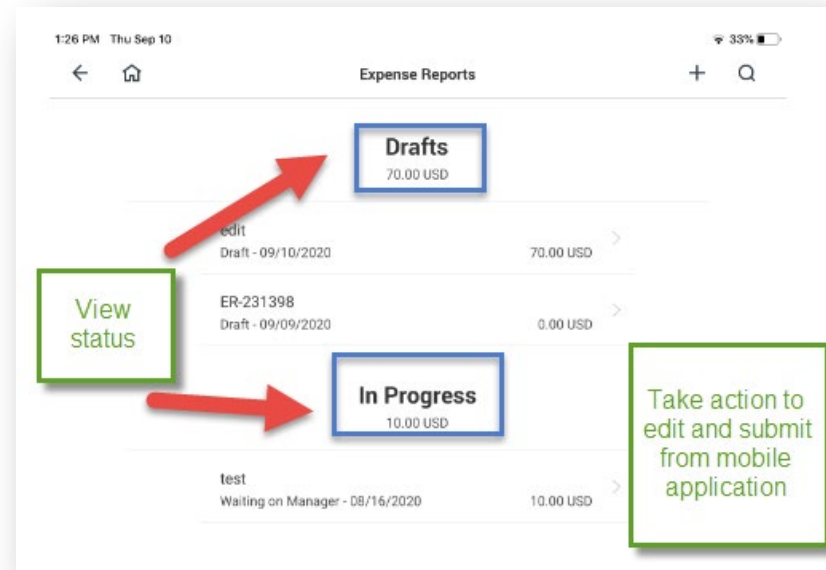 1:26 PM Thu Sep 10 33%
Expense Reports
Drafts
70.00 USD
edit
Draft - 09/10/2020 70.00 USD
ER-231398
Draft - 09/09/2020 0.00 USD
View
status
In Progress
10.00 USD
Take action to
edit and submit
from mobile
application
test
Waiting on Manager - 08/16/2020 10.00 USD